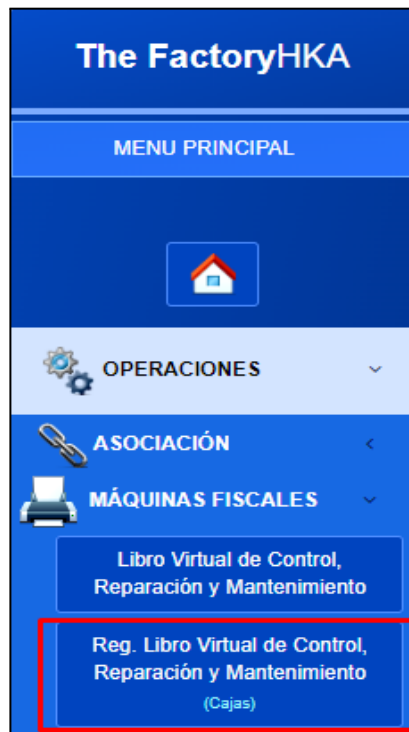 The FactoryHKA
MENU PRINCIPAL
OPERACIONES
ASOCIACIÓN
MÁQUINAS FISCALES
Libro Virtual de Control,
Reparación y Mantenimiento
Reg. Libro Virtual de Control,
Reparación y Mantenimiento
(Cajas)